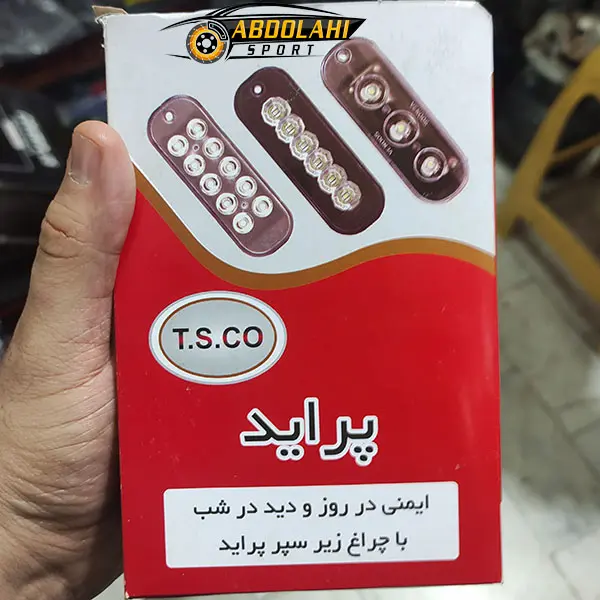 ABDOLAHI
SPORT
T.S.CO
پراید
ایمنی در روز و دید در شب
با چراغ زیر سپر پراید